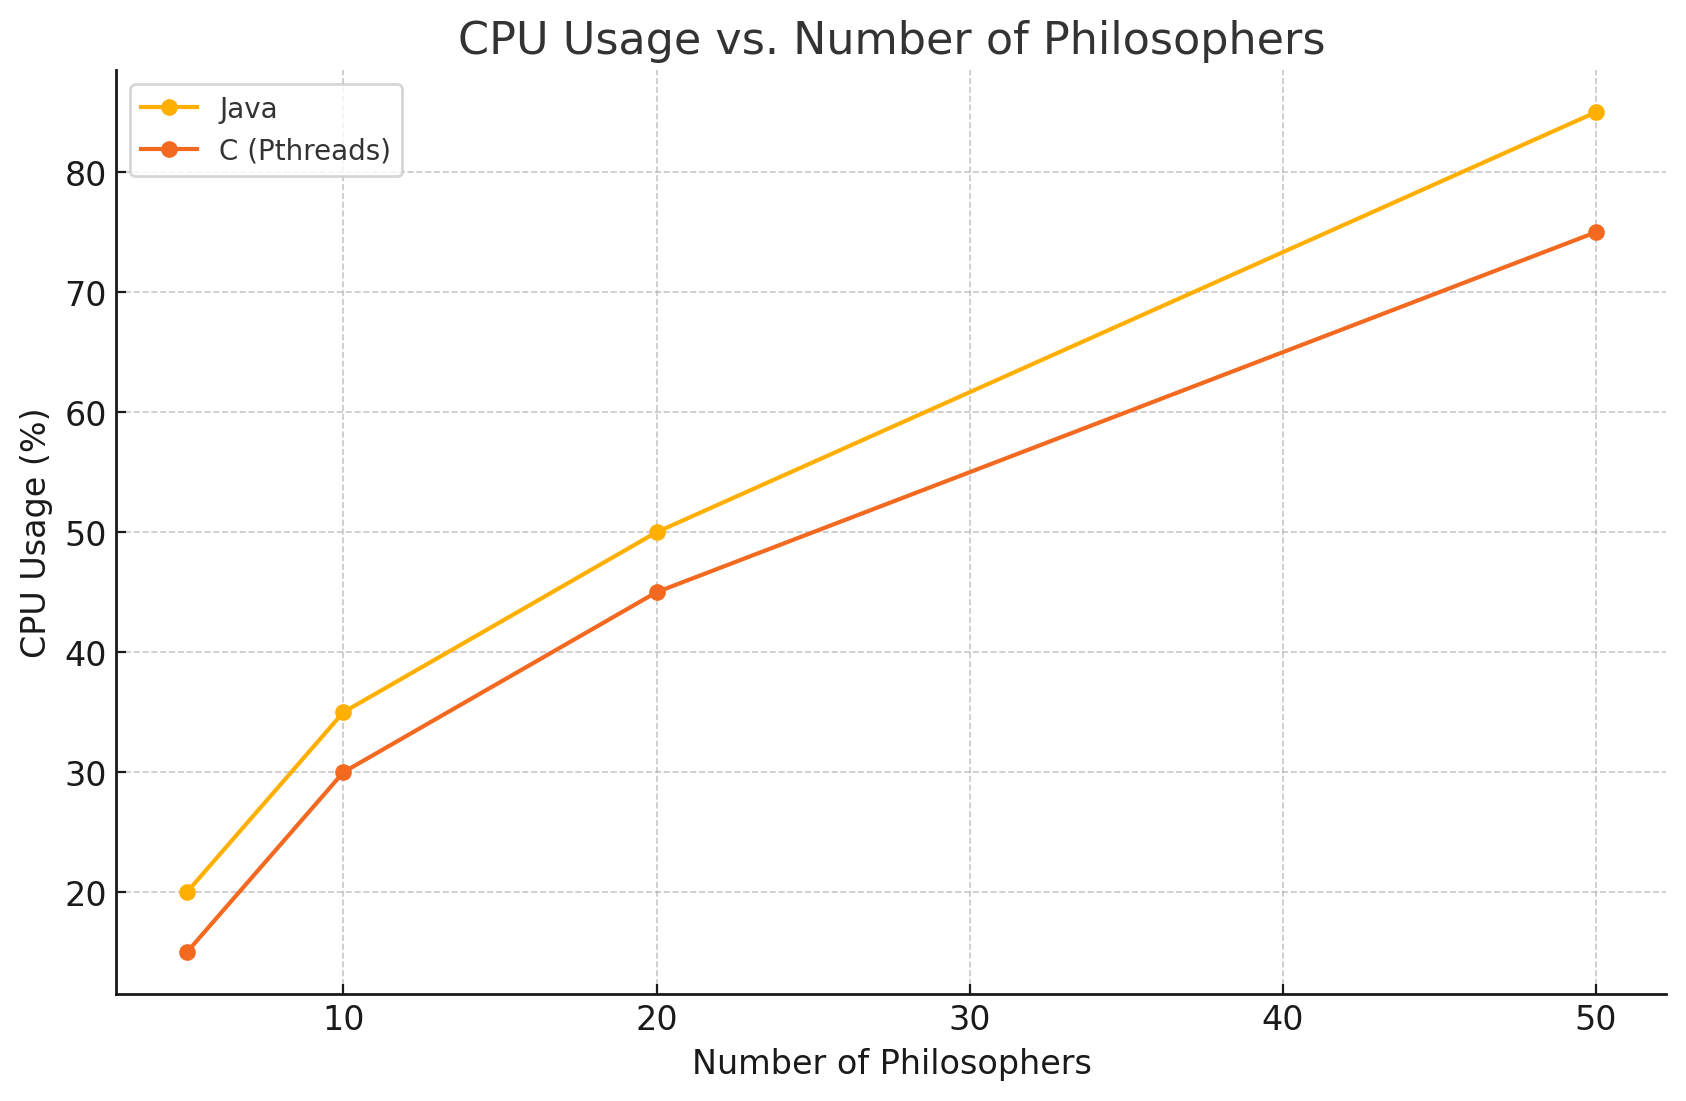 CPU Usage vs. Number of Philosophers
Java
C (Pthreads)
80
70
60
50
40
30
20
CPU Usage (%)
10 20 30 40 50
Number of Philosophers